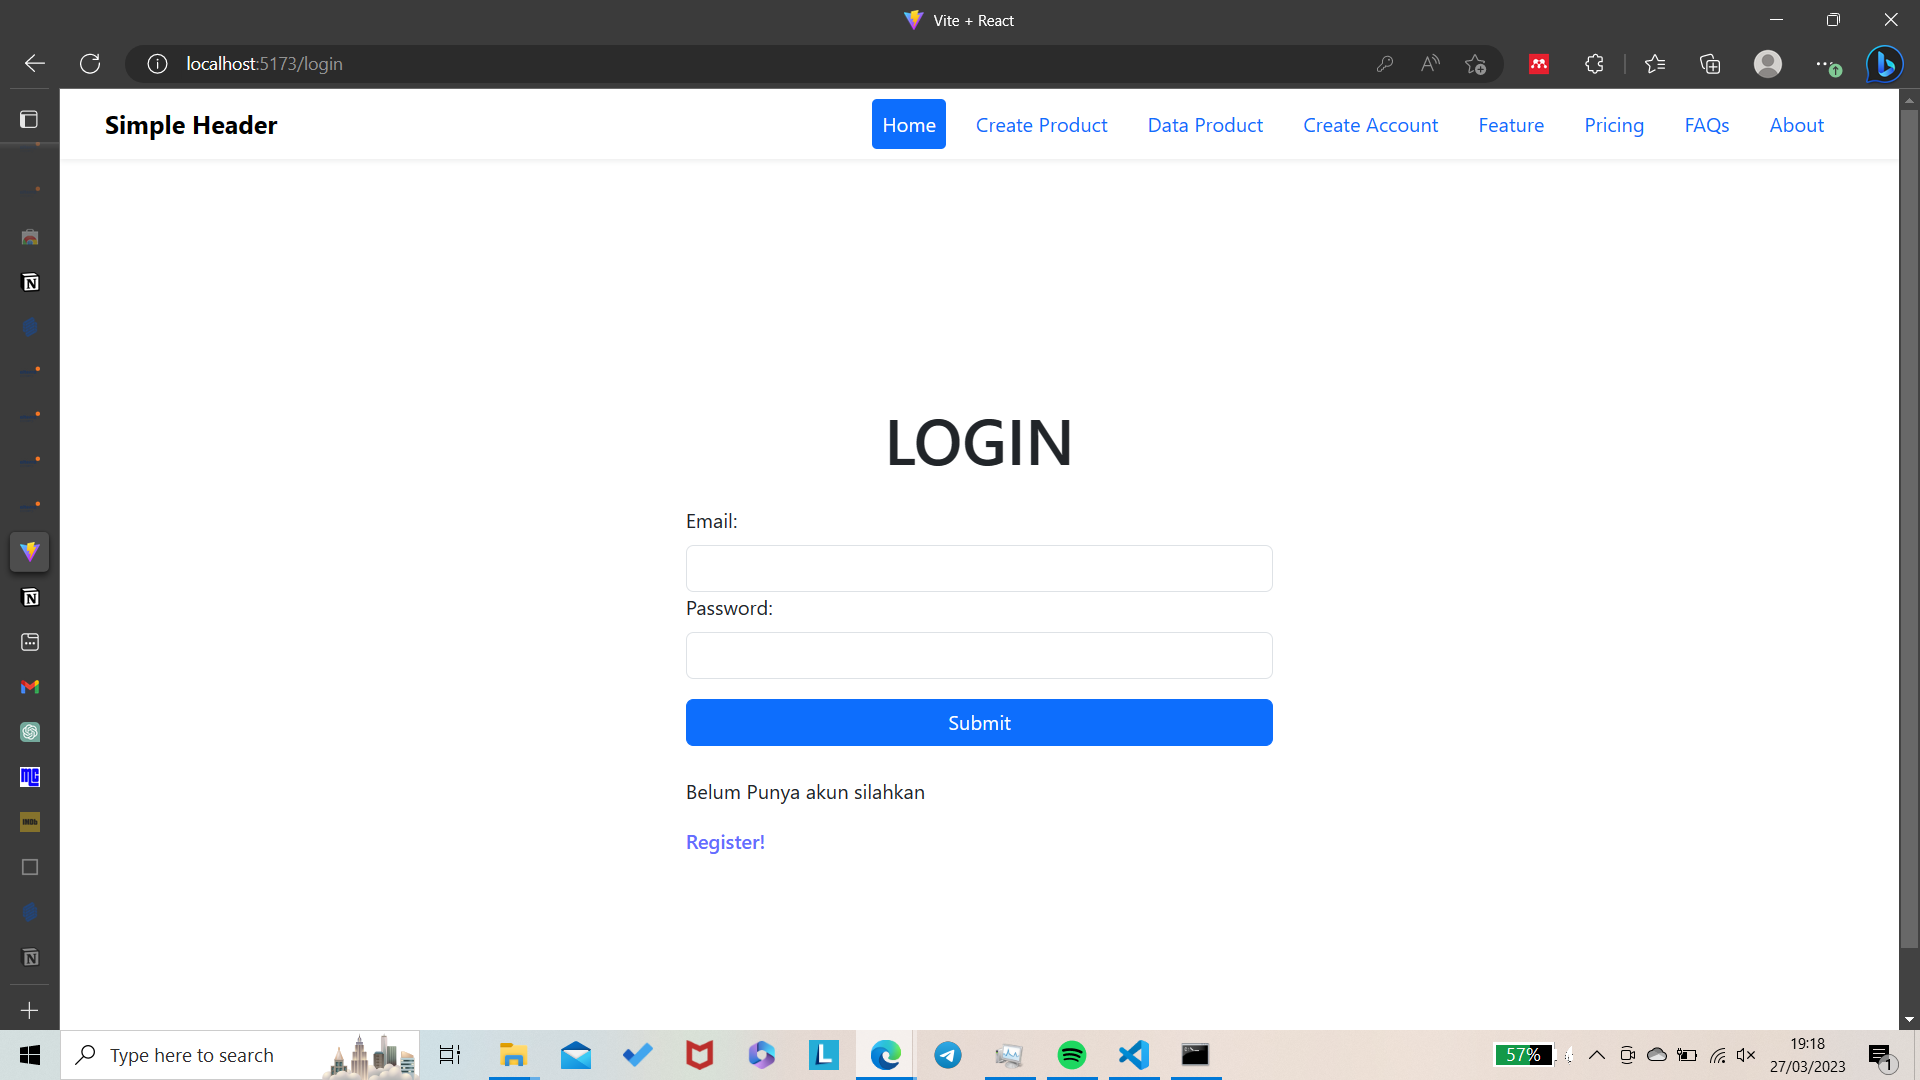 Vite + React
localhost:5173/login
Simple Header
Home
Create Product
Data Product
Create Account
Feature
Pricing
FAQs
About
LOGIN
Email:
Password:
Submit
Belum Punya akun silahkan
Register!
Type here to search
57%
19:18
27/03/2023
1